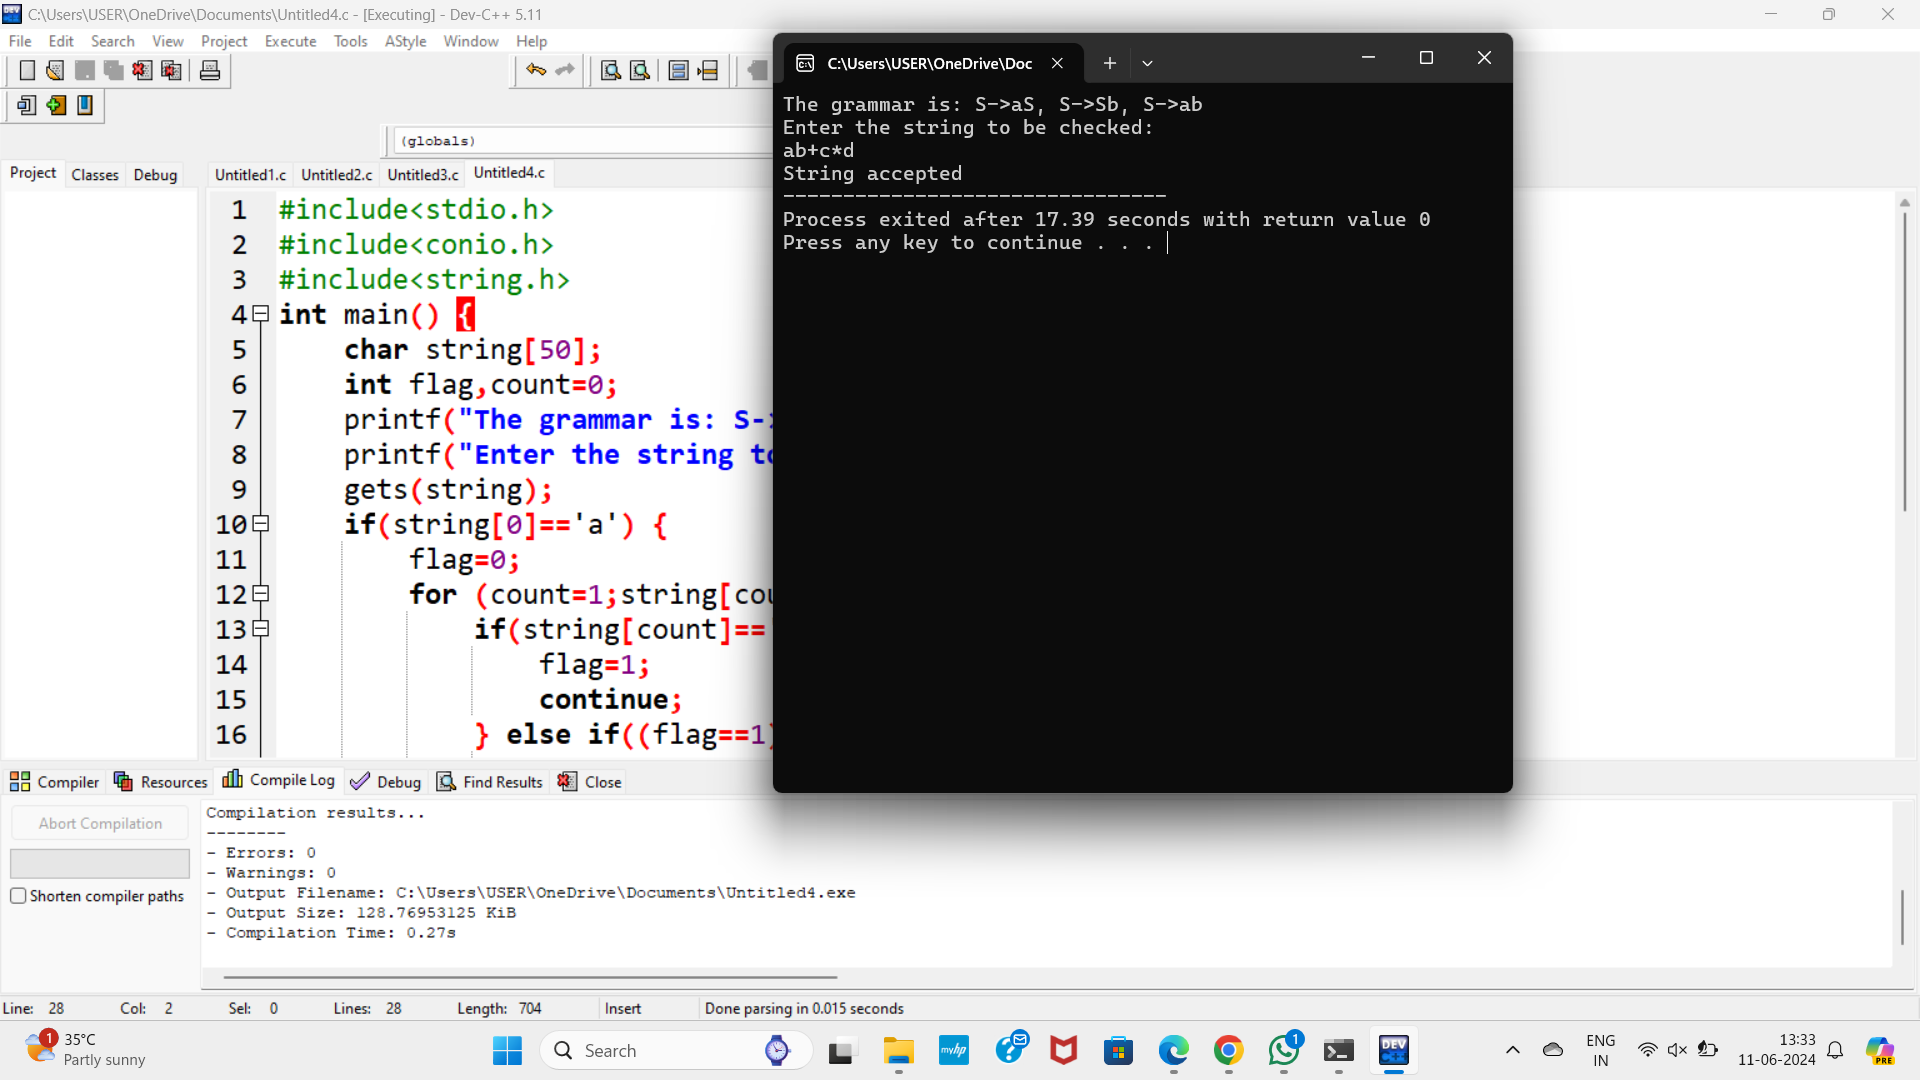 C:\Users\USER\OneDrive\Documents\Untitled4.c - [Executing] - Dev-C++ 5.11
File Edit Search View Project Execute Tools AStyle Window Help
(globals)
Project Classes Debug
Untitled1.c Untitled2.c Untitled3.c Untitled4.c
1 #include<stdio.h>
2 #include<conio.h>
3 #include<string.h>
4 int main() {
5 char string[50];
6 int flag,count=0;
7 printf("The grammar is: S-
8 printf("Enter the string to
9 gets(string);
10 if(string[0]=='a') {
11 flag=0;
12 for (count=1;string[cou
13 if(string[count]==
14 flag=1;
15 continue;
16 } else if((flag==1)
C:\Users\USER\OneDrive\Doc
The grammar is: S->aS, S->Sb, S->ab
Enter the string to be checked:
ab+c*d
String accepted
--------------------------------
Process exited after 17.39 seconds with return value 0
Press any key to continue . . .
Compiler Resources Compile Log Debug Find Results Close
Abort Compilation
Shorten compiler paths
Compilation results...
--------
- Errors: 0
- Warnings: 0
- Output Filename: C:\Users\USER\OneDrive\Documents\Untitled4.exe
- Output Size: 128.76953125 KiB
- Compilation Time: 0.27s
Line: 28 Col: 2 Sel: 0 Lines: 28 Length: 704 Insert Done parsing in 0.015 seconds
1
35°C
Partly sunny
Search
myhp
1
DEV
C++
ENG
IN
13:33
11-06-2024
PRE